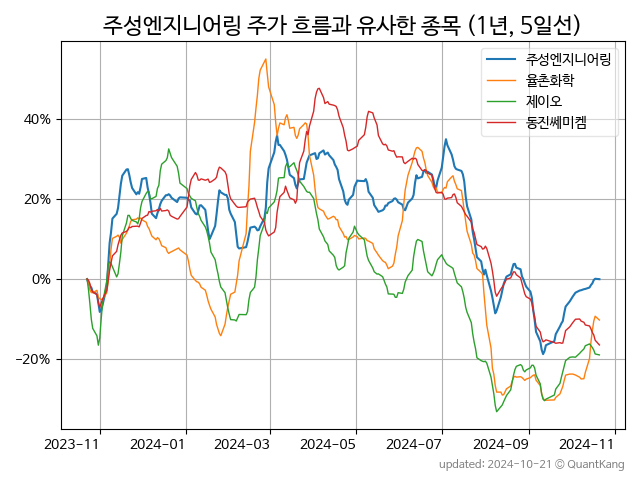 주성엔지니어링 주가 흐름과 유사한 종목 (1년, 5일선)
주성엔지니어링
율촌화학
제이오
동진쎄미켐
40%
20%
0%
−20%
2023-11
2024-01
2024-03
2024-05
2024-07
2024-09
2024-11
updated: 2024-10-21 © QuantKang